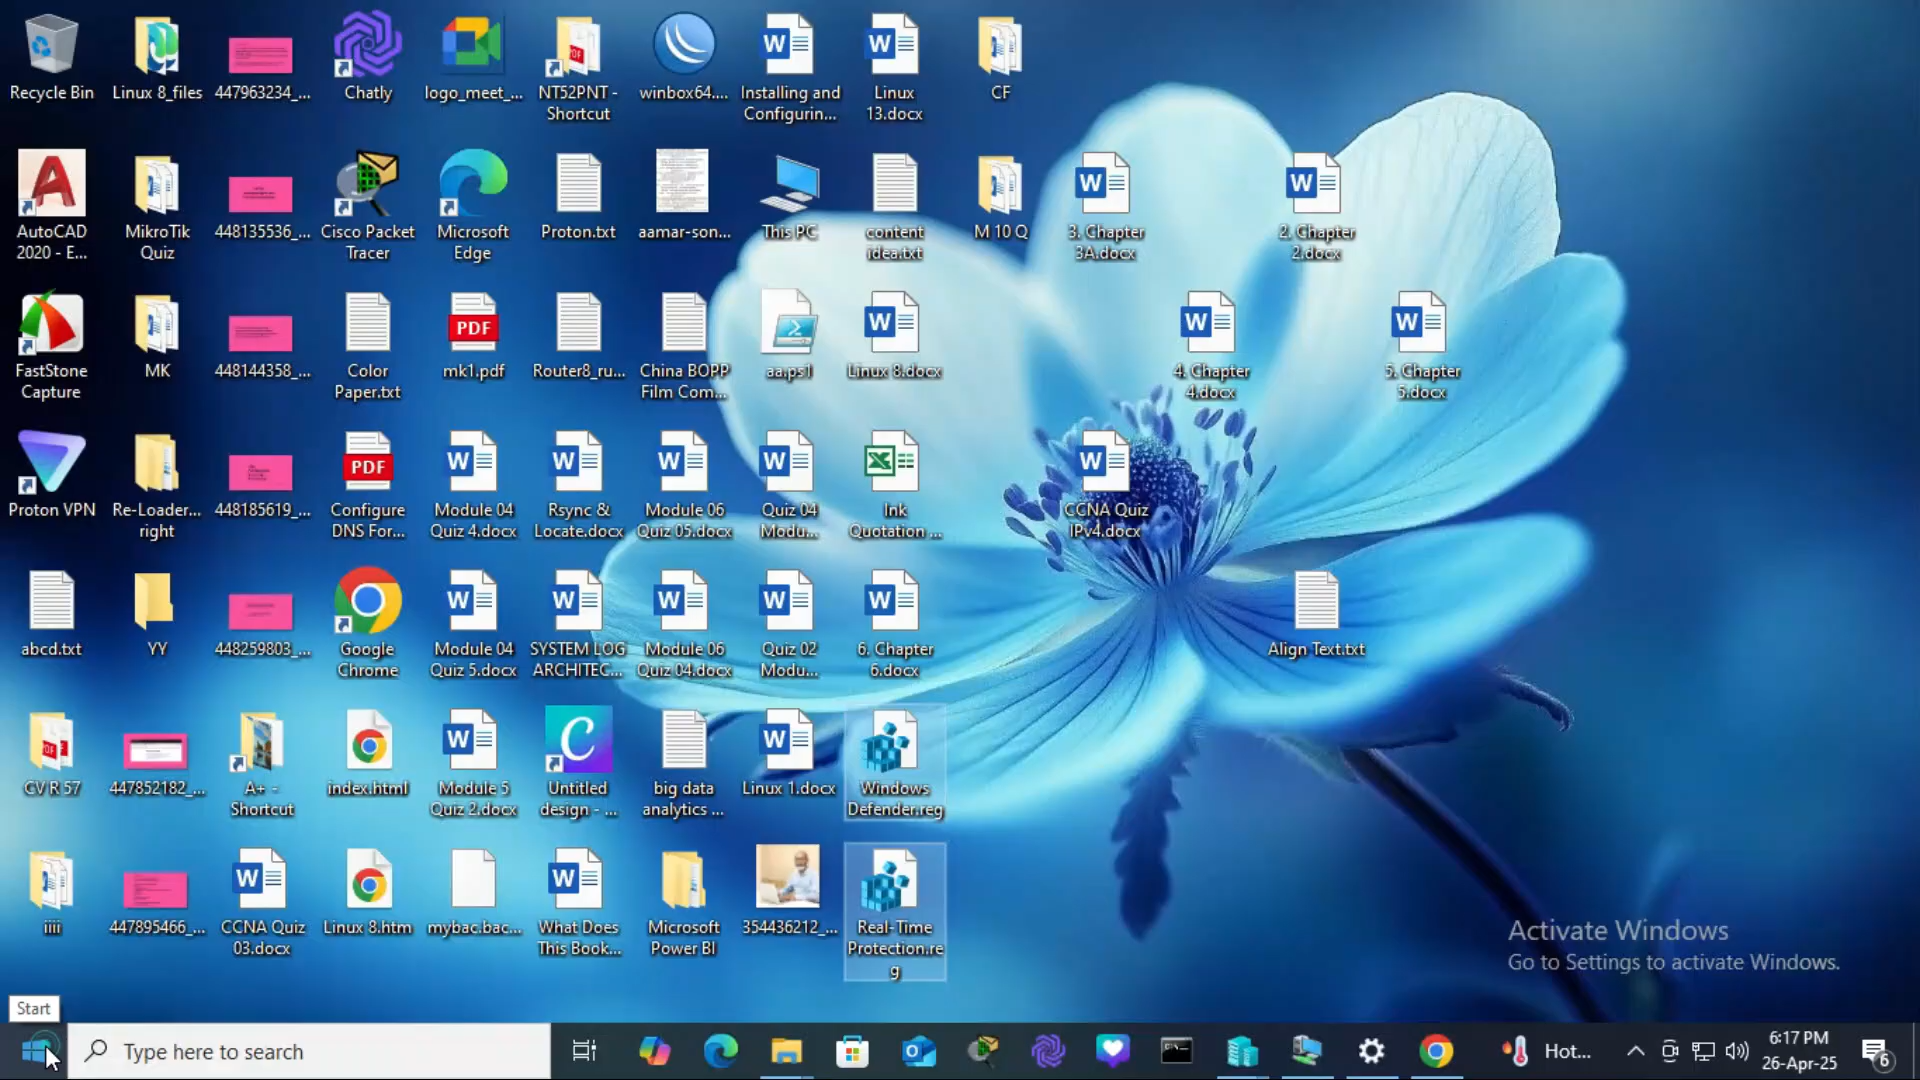 Recycle Bin
Linux 8_files
447963234_...
Chatly
logo_meet_...
NT52PNT -
Shortcut
winbox64....
Installing and
Configurin...
Linux
13.docx
CF
AutoCAD
2020 - E...
MikroTik
Quiz
448135536_...
Cisco Packet
Tracer
Microsoft
Edge
Proton.txt
aamar-son...
This PC
content
idea.txt
M 10 Q
3. Chapter
3A.docx
2. Chapter
2.docx
FastStone
Capture
MK
448144358_...
Color
Paper.txt
PDF
mk1.pdf
Router8_ru...
China BOPP
Film Com...
aa.ps1
Linux 8.docx
4. Chapter
4.docx
5. Chapter
5.docx
Proton VPN
Re-Loader...
right
448185619_...
PDF
Configure
DNS For...
Module 04
Quiz 4.docx
Rsync &
Locate.docx
Module 06
Quiz 05.docx
Quiz 04
Modu...
Ink
Quotation ...
CCNA Quiz
IPv4.docx
abcd.txt
YY
448259803_...
Google
Chrome
Module 04
Quiz 5.docx
SYSTEM LOG
ARCHITEC...
Module 06
Quiz 04.docx
Quiz 02
Modu...
6. Chapter
6.docx
Align Text.txt
CV R 57
447852182_...
A+ -
Shortcut
index.html
Module 5
Quiz 2.docx
Untitled
design - ...
big data
analytics ...
Linux 1.docx
Windows
Defender.reg
iiii
447895466_...
CCNA Quiz
03.docx
Linux 8.htm
mybac.bac...
What Does
This Book...
Microsoft
Power BI
354436212_...
Real-Time
Protection.re
g
Activate Windows
Go to Settings to activate Windows.
Start
Type here to search
Hot...
6:17 PM
26-Apr-25
6